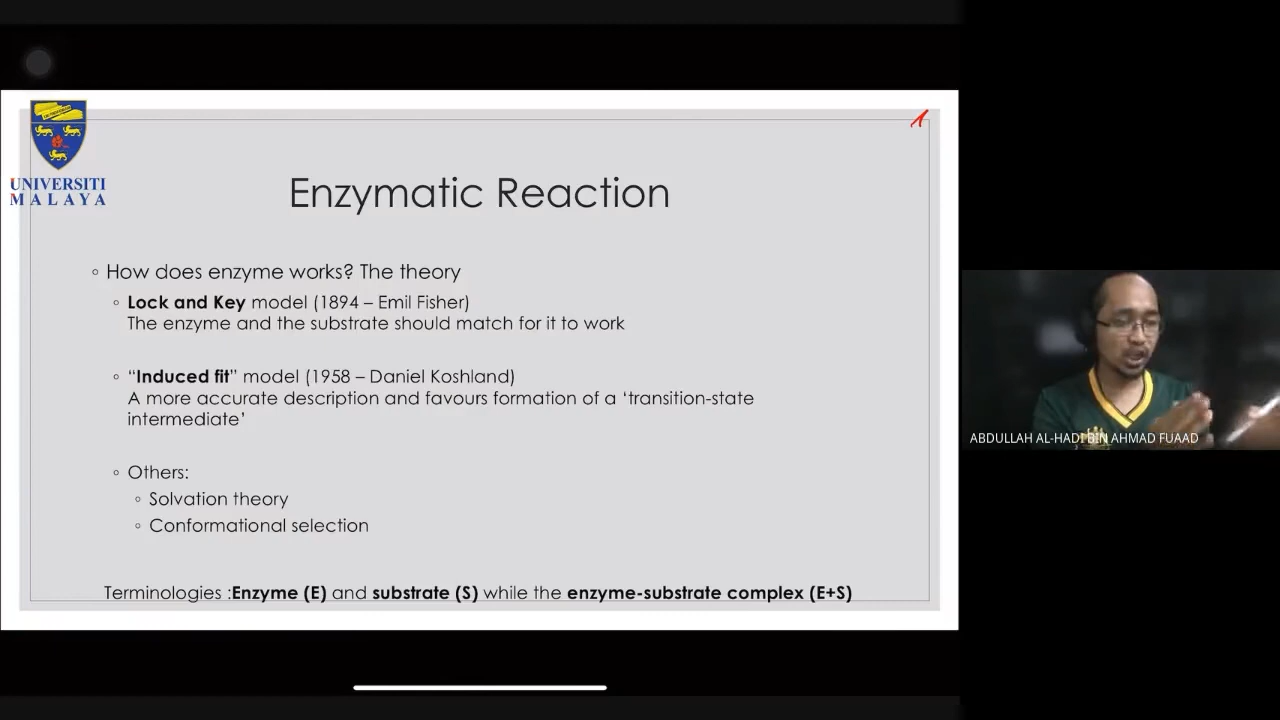 UNIVERSITI
MALAYA
Enzymatic Reaction
◦ How does enzyme works? The theory
◦ Lock and Key model (1894 – Emil Fisher)
The enzyme and the substrate should match for it to work
◦ “Induced fit” model (1958 – Daniel Koshland)
A more accurate description and favours formation of a ‘transition-state
intermediate’
◦ Others:
◦ Solvation theory
◦ Conformational selection
Terminologies :Enzyme (E) and substrate (S) while the enzyme-substrate complex (E+S)
ABDULLAH AL-HADI BIN AHMAD FUAAD